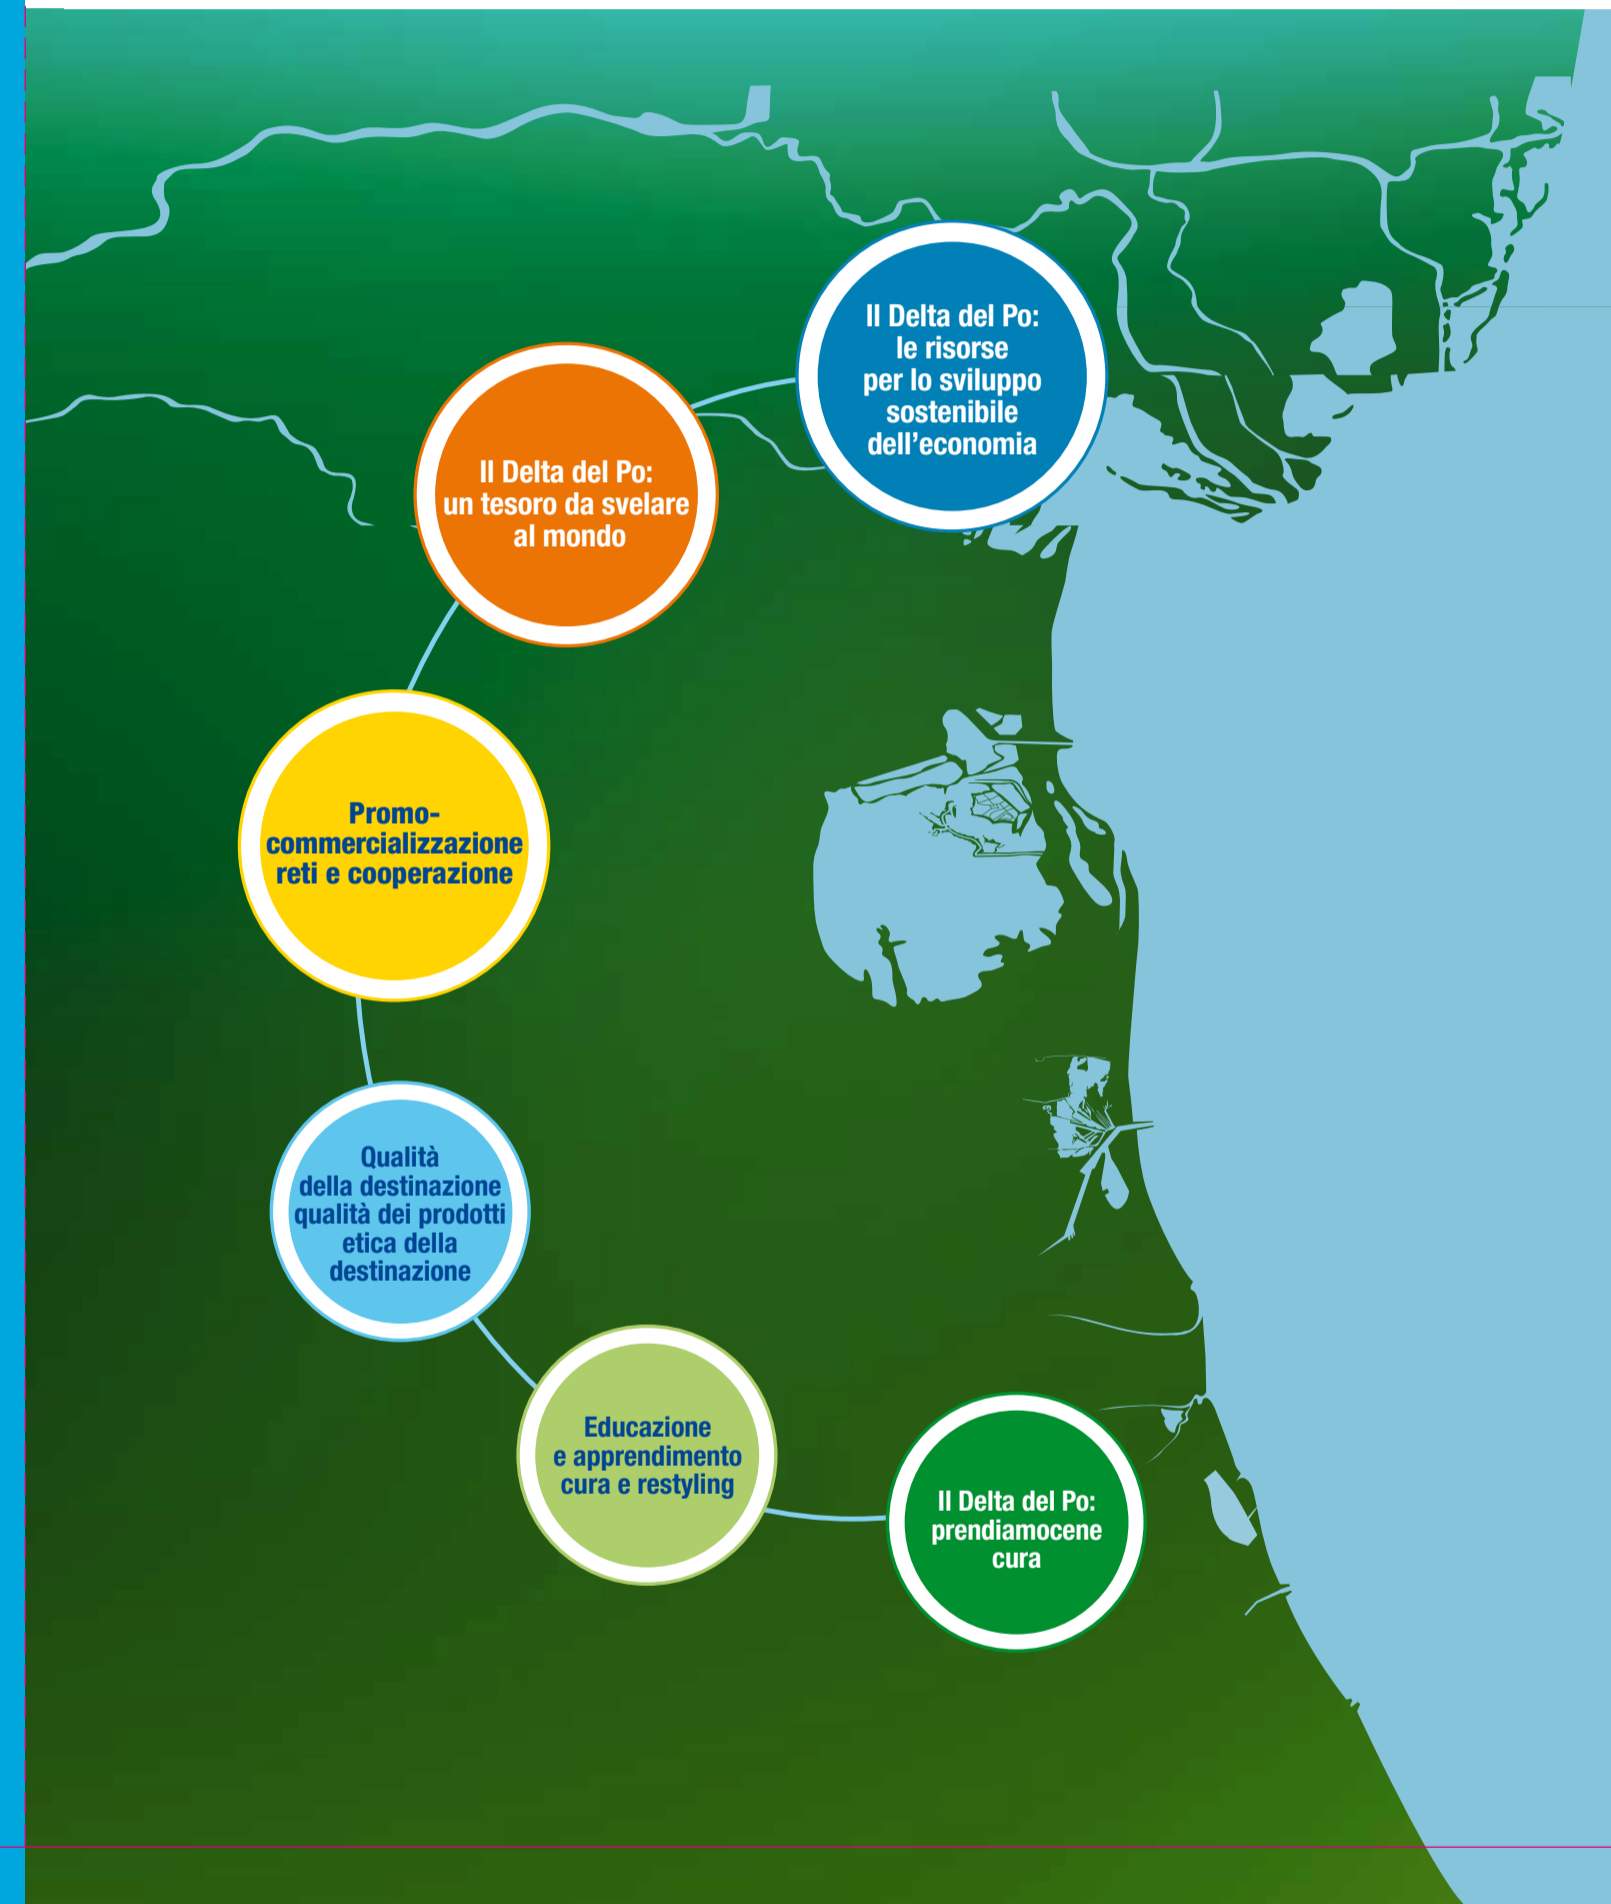 Il Delta del Po:
le risorse
per lo sviluppo
sostenibile
dell'economia
Il Delta del Po:
un tesoro da svelare
al mondo
Promo-
commercializzazione
reti e cooperazione
Qualità
della destinazione
qualità dei prodotti
etica della
destinazione
Educazione
e apprendimento
cura e restyling
Il Delta del Po:
prendiamocene
cura